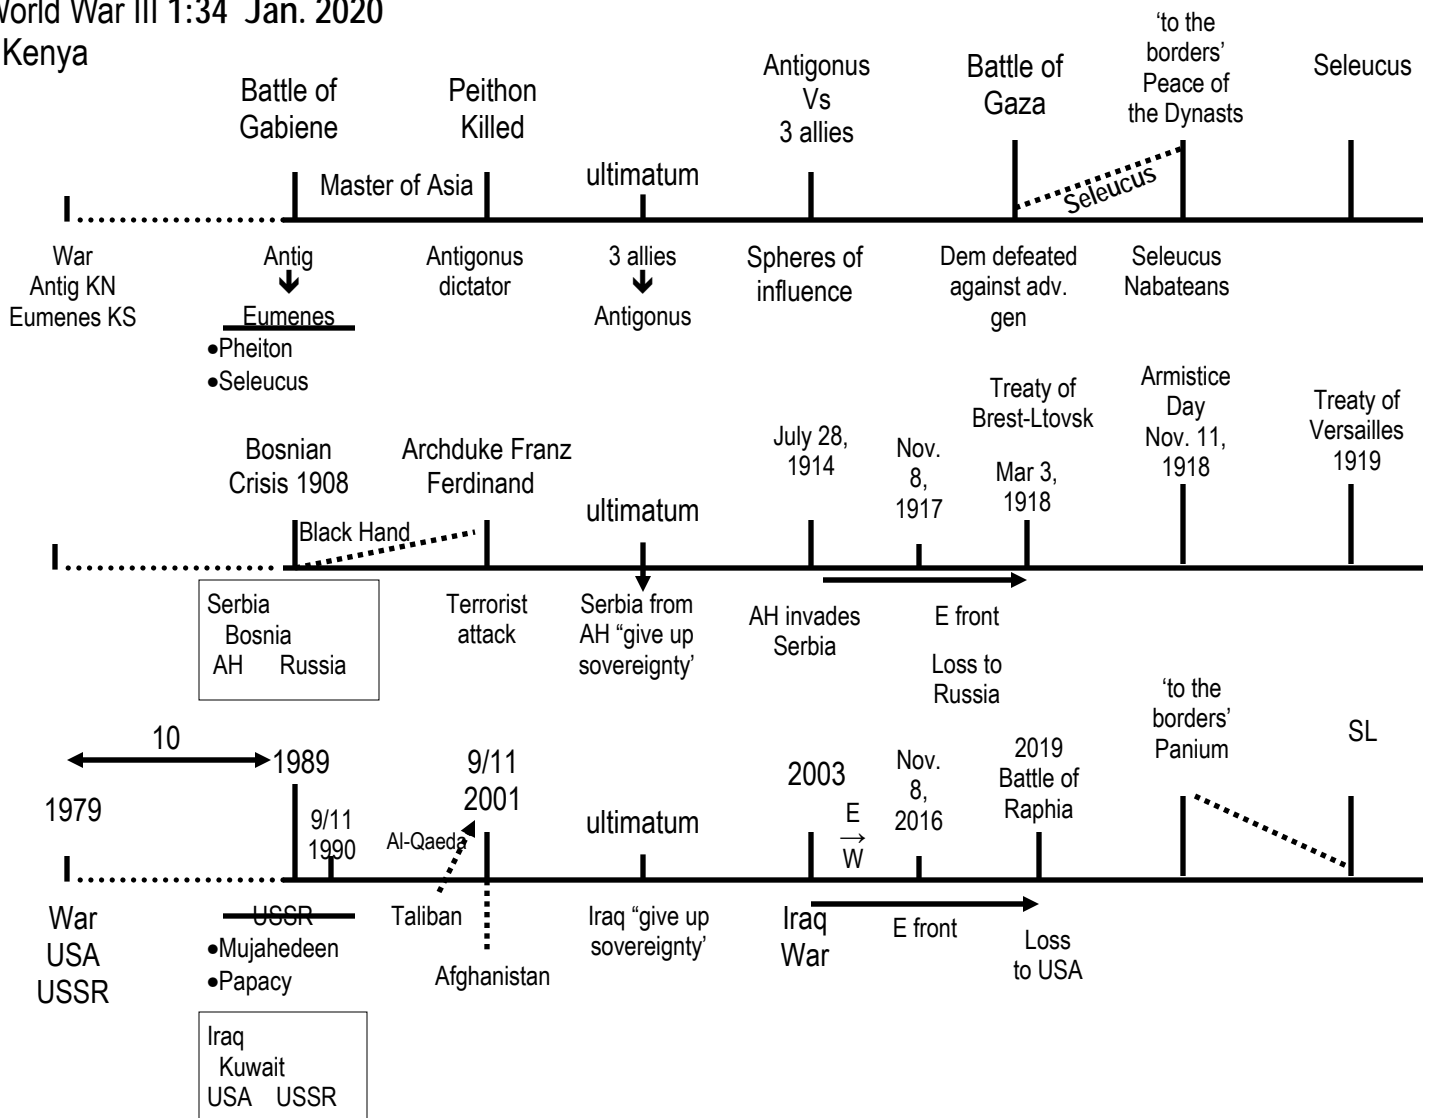 World War III 1:34 Jan. 2020
Kenya
Battle of
Gabiene
Peithon
Killed
Antigonus
Vs
3 allies
Battle of
Gaza
‘to the
borders’
Peace of
the Dynasts
Seleucus
Master of Asia
ultimatum
Seleucus
War
Antig KN
Eumenes KS
Antig
Eumenes
•Pheiton
•Seleucus
Antigonus
dictator
3 allies
Antigonus
Spheres of
influence
Dem defeated
against adv.
gen
Seleucus
Nabateans
Bosnian
Crisis 1908
Archduke Franz
Ferdinand
ultimatum
July 28,
1914
Nov.
8,
1917
Treaty of
Brest-Ltovsk
Mar 3,
1918
Armistice
Day
Nov. 11,
1918
Treaty of
Versailles
1919
Black Hand
Serbia
Bosnia
AH Russia
Terrorist
attack
Serbia from
AH “give up
sovereignty’
AH invades
Serbia
E front
Loss to
Russia
10
1979
1989
9/11
1990
9/11
2001
Al-Qaeda
ultimatum
2003
E
→
W
Nov.
8,
2016
2019
Battle of
Raphia
‘to the
borders’
Panium
SL
War
USA
USSR
USSR
•Mujahedeen
•Papacy
Taliban
Afghanistan
Iraq “give up
sovereignty’
Iraq
War
E front
Loss
to USA
Iraq
Kuwait
USA USSR